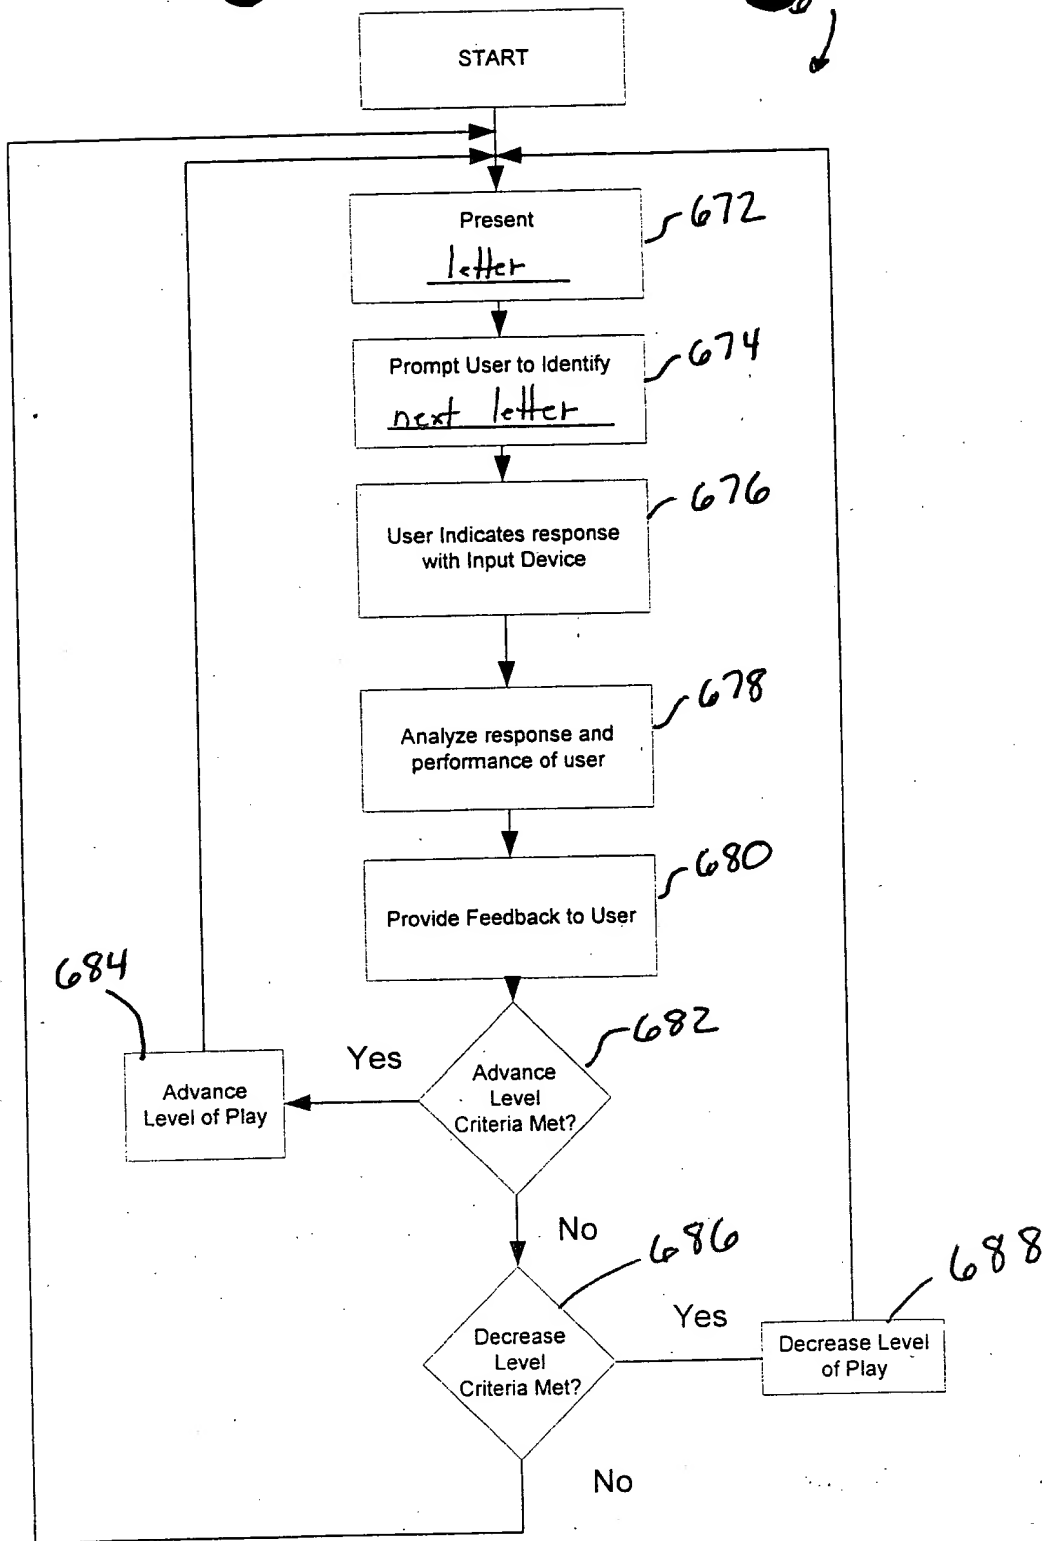 START
Present
letter
672
Prompt User to Identify
next letter
674
User Indicates response
with Input Device
676
Analyze response and
performance of user
678
Provide Feedback to User
680
684
Advance
Level of Play
Yes
Advance
Level
Criteria Met?
682
No
Decrease
Level
Criteria Met?
686
Yes
Decrease Level
of Play
688
No